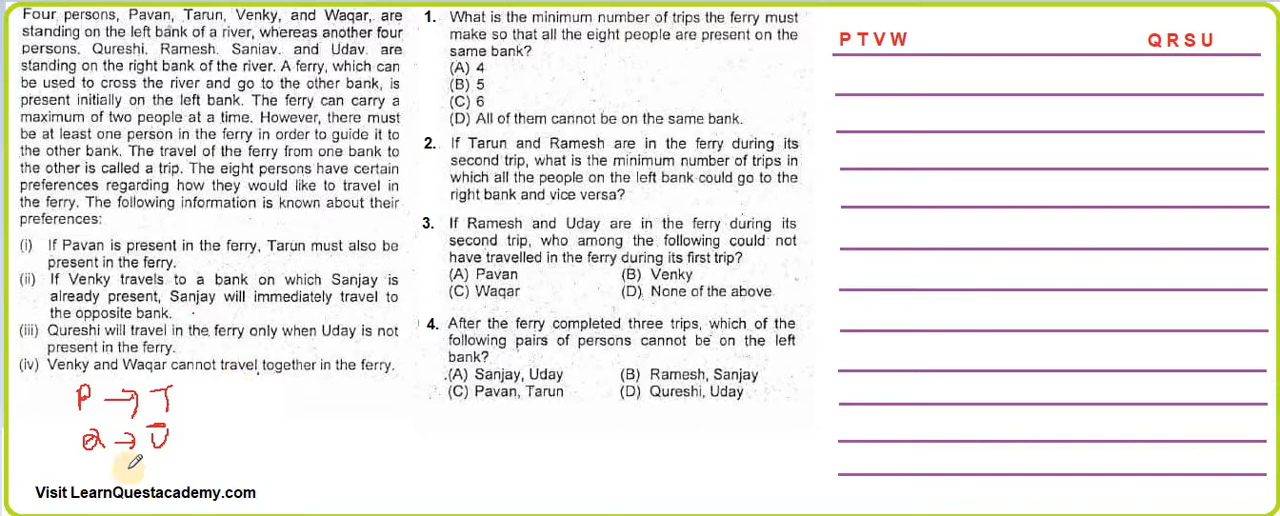 Four persons, Pavan, Tarun, Venky, and Waqar, are
standing on the left bank of a river, whereas another four
persons, Qureshi, Ramesh, Sanjay, and Uday, are
standing on the right bank of the river. A ferry, which can
be used to cross the river and go to the other bank, is
present initially on the left bank. The ferry can carry a
maximum of two people at a time. However, there must
be at least one person in the ferry in order to guide it to
the other bank. The travel of the ferry from one bank to
the other is called a trip. The eight persons have certain
preferences regarding how they would like to travel in
the ferry. The following information is known about their
preferences:
(i) If Pavan is present in the ferry, Tarun must also be
present in the ferry.
(ii) If Venky travels to a bank on which Sanjay is
already present, Sanjay will immediately travel to
the opposite bank.
(iii) Qureshi will travel in the ferry only when Uday is not
present in the ferry.
(iv) Venky and Waqar cannot travel together in the ferry.
P → T
Q → U̅
Visit LearnQuestacademy.com
1. What is the minimum number of trips the ferry must
make so that all the eight people are present on the
same bank?
(A) 4
(B) 5
(C) 6
(D) All of them cannot be on the same bank.
2. If Tarun and Ramesh are in the ferry during its
second trip, what is the minimum number of trips in
which all the people on the left bank could go to the
right bank and vice versa?
3. If Ramesh and Uday are in the ferry during its
second trip, who among the following could not
have travelled in the ferry during its first trip?
(A) Pavan (B) Venky
(C) Waqar (D) None of the above
4. After the ferry completed three trips, which of the
following pairs of persons cannot be on the left
bank?
(A) Sanjay, Uday (B) Ramesh, Sanjay
(C) Pavan, Tarun (D) Qureshi, Uday
P T V W Q R S U